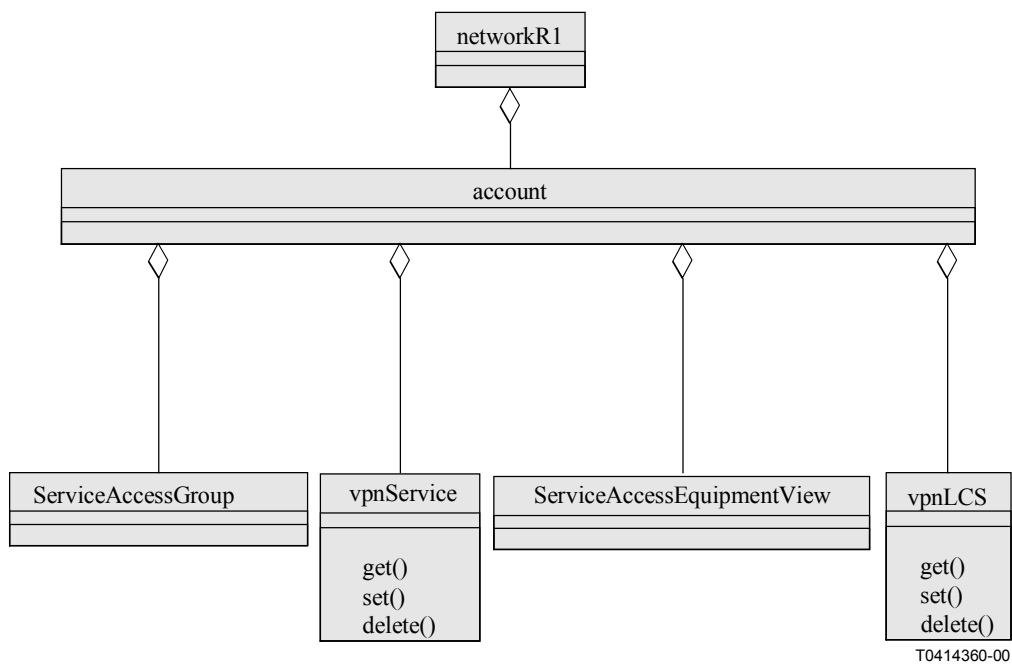 networkR1
account
ServiceAccessGroup
vpnService
get()
set()
delete()
ServiceAccessEquipmentView
vpnLCS
get()
set()
delete()
T0414360-00